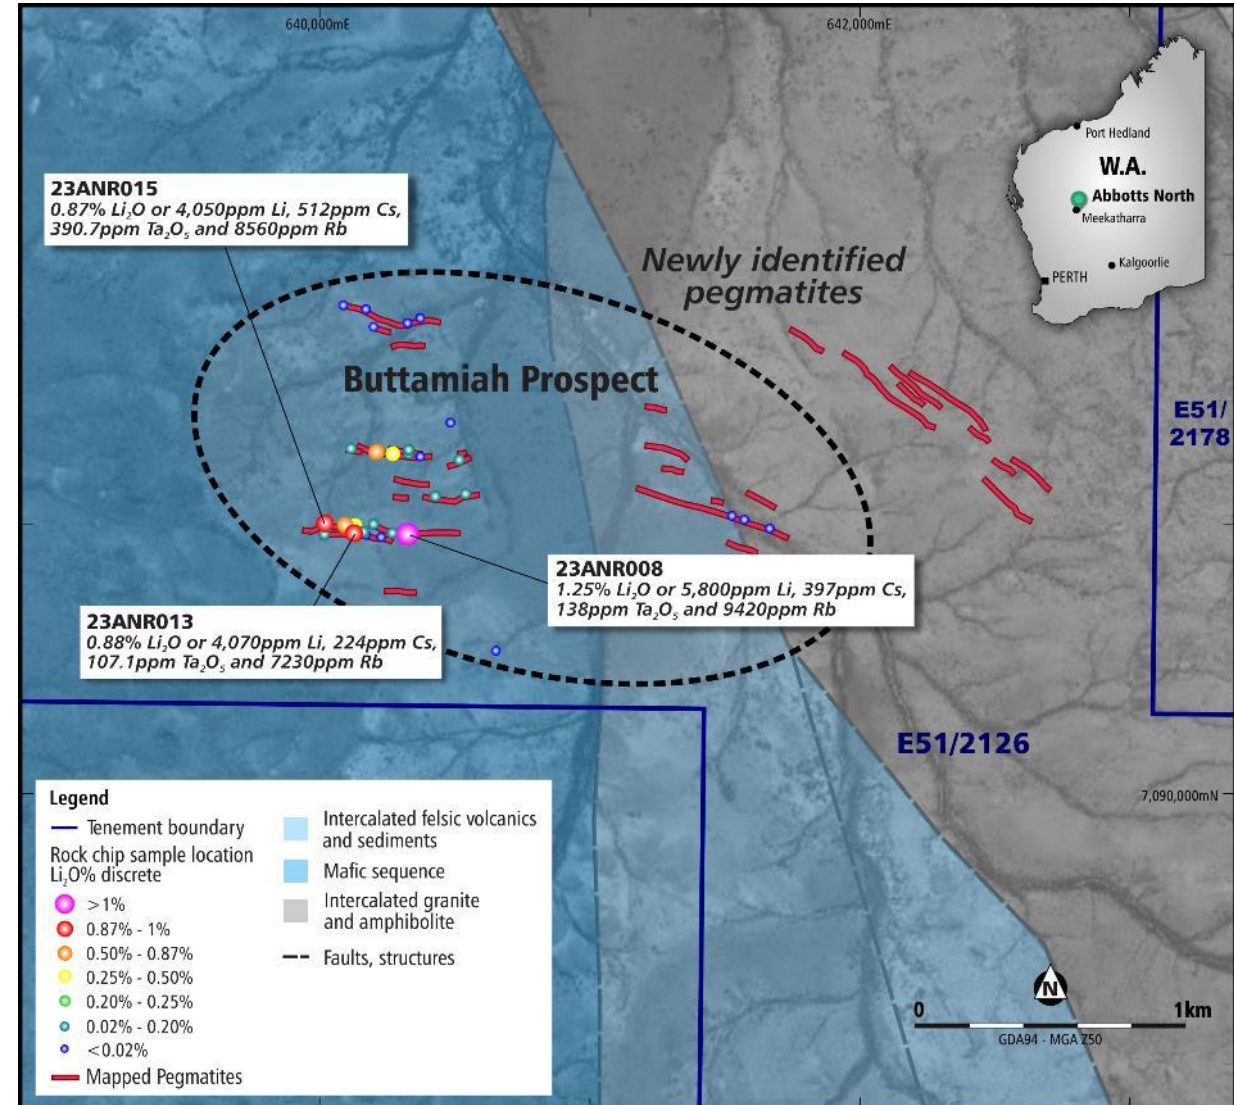 640,000mE
642,000mE
Port Hedland
W.A.
Abbotts North
Meekatharra
Kalgoorlie
PERTH
23ANR015
0.87% Li₂O or 4,050ppm Li, 512ppm Cs,
390.7ppm Ta₂O₅ and 8560ppm Rb
Newly identified
pegmatites
Buttamiah Prospect
E51/
2178
23ANR008
1.25% Li₂O or 5,800ppm Li, 397ppm Cs,
138ppm Ta₂O₅ and 9420ppm Rb
23ANR013
0.88% Li₂O or 4,070ppm Li, 224ppm Cs,
107.1ppm Ta₂O₅ and 7230ppm Rb
E51/2126
7,090,000mN
Legend
Tenement boundary
Rock chip sample location
Li₂O% discrete
>1%
0.87% - 1%
0.50% - 0.87%
0.25% - 0.50%
0.20% - 0.25%
0.02% - 0.20%
<0.02%
Mapped Pegmatites
Intercalated felsic volcanics
and sediments
Mafic sequence
Intercalated granite
and amphibolite
Faults, structures
N
0 1km
GDA94 - MGA Z50